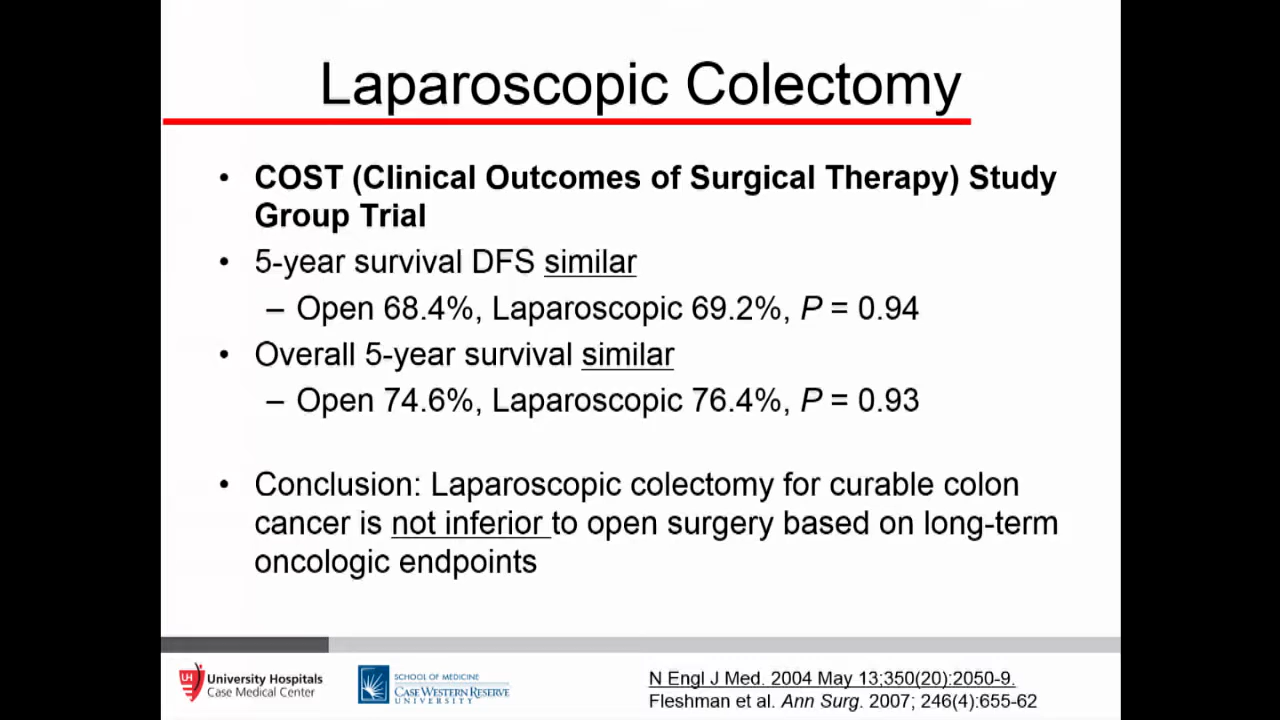 Laparoscopic Colectomy
• COST (Clinical Outcomes of Surgical Therapy) Study
Group Trial
• 5-year survival DFS similar
– Open 68.4%, Laparoscopic 69.2%, P = 0.94
• Overall 5-year survival similar
– Open 74.6%, Laparoscopic 76.4%, P = 0.93
• Conclusion: Laparoscopic colectomy for curable colon
cancer is not inferior to open surgery based on long-term
oncologic endpoints
UH
University Hospitals
Case Medical Center
SCHOOL OF MEDICINE
CASE WESTERN RESERVE
UNIVERSITY
N Engl J Med. 2004 May 13;350(20):2050-9.
Fleshman et al. Ann Surg. 2007; 246(4):655-62